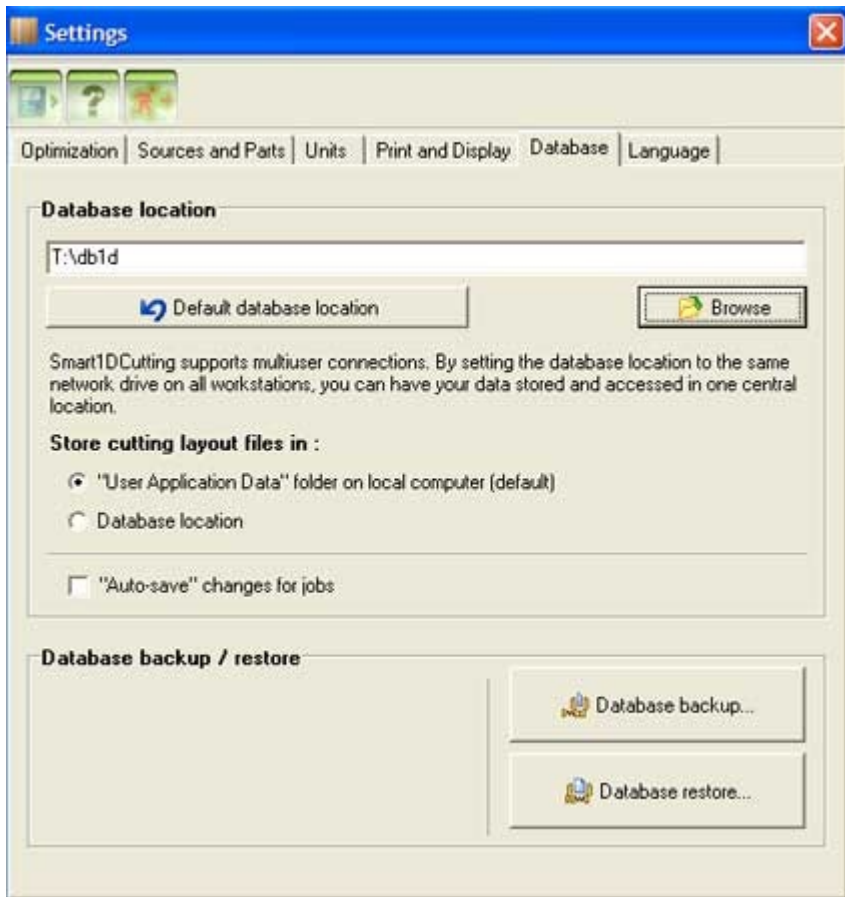 Settings
?
Optimization Sources and Parts Units Print and Display Database Language
Database location
T:\db1d
Default database location Browse
Smart1DCutting supports multiuser connections. By setting the database location to the same
network drive on all workstations, you can have your data stored and accessed in one central
location.
Store cutting layout files in :
"User Application Data" folder on local computer (default)
Database location
"Auto-save" changes for jobs
Database backup / restore
Database backup...
Database restore...